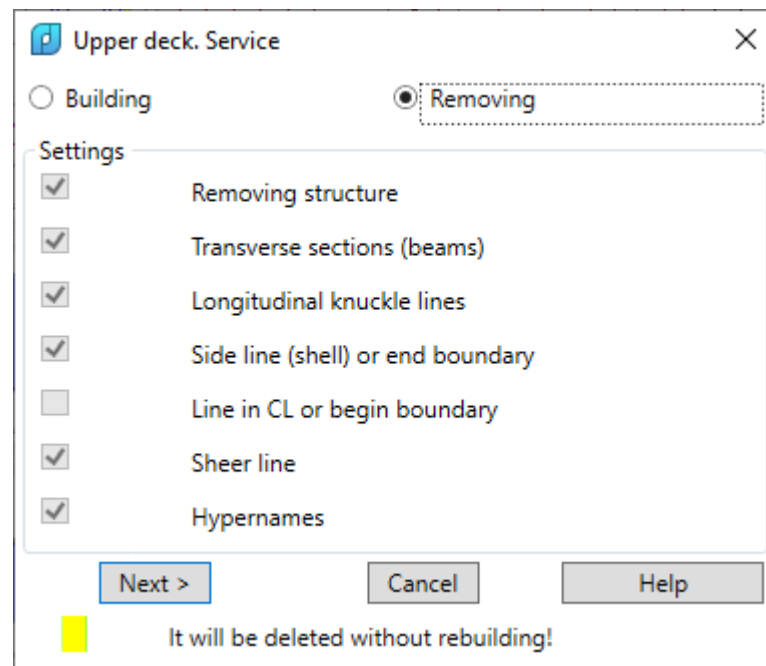 Upper deck. Service
Building
Removing
Settings
Removing structure
Transverse sections (beams)
Longitudinal knuckle lines
Side line (shell) or end boundary
Line in CL or begin boundary
Sheer line
Hypernames
Next >
Cancel
Help
It will be deleted without rebuilding!